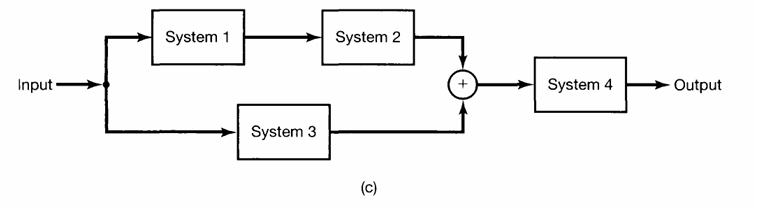 System 1
System 2
Input
+
System 4
Output
System 3
(c)